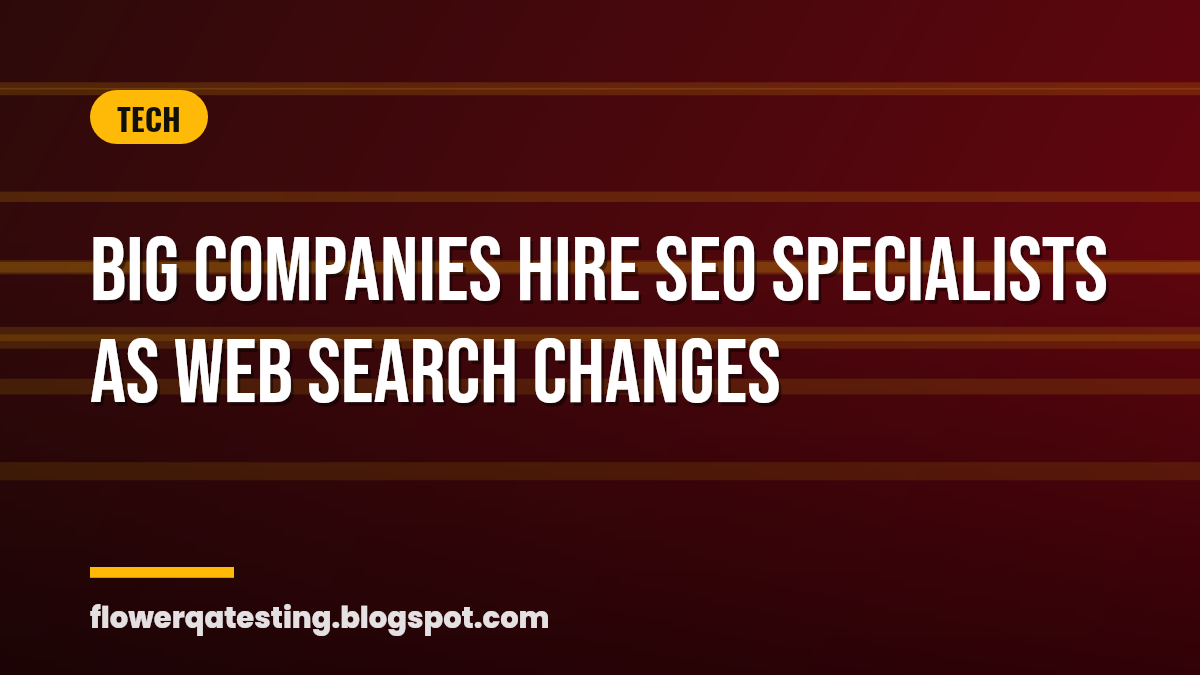 TECH
BIG COMPANIES HIRE SEO SPECIALISTS
AS WEB SEARCH CHANGES
flowerqatesting.blogspot.com